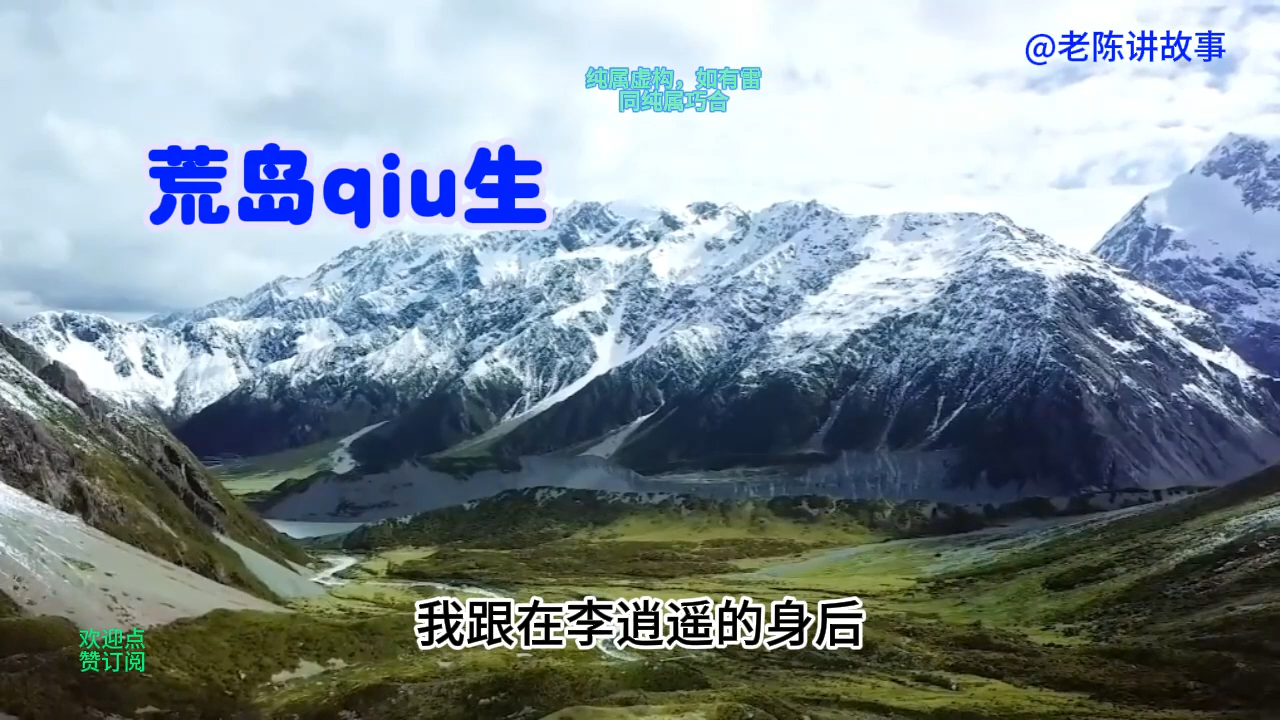 @老陈讲故事
纯属虚构，如有雷
同纯属巧合
荒岛qiu生
我跟在李逍遥的身后
欢迎点
赞订阅